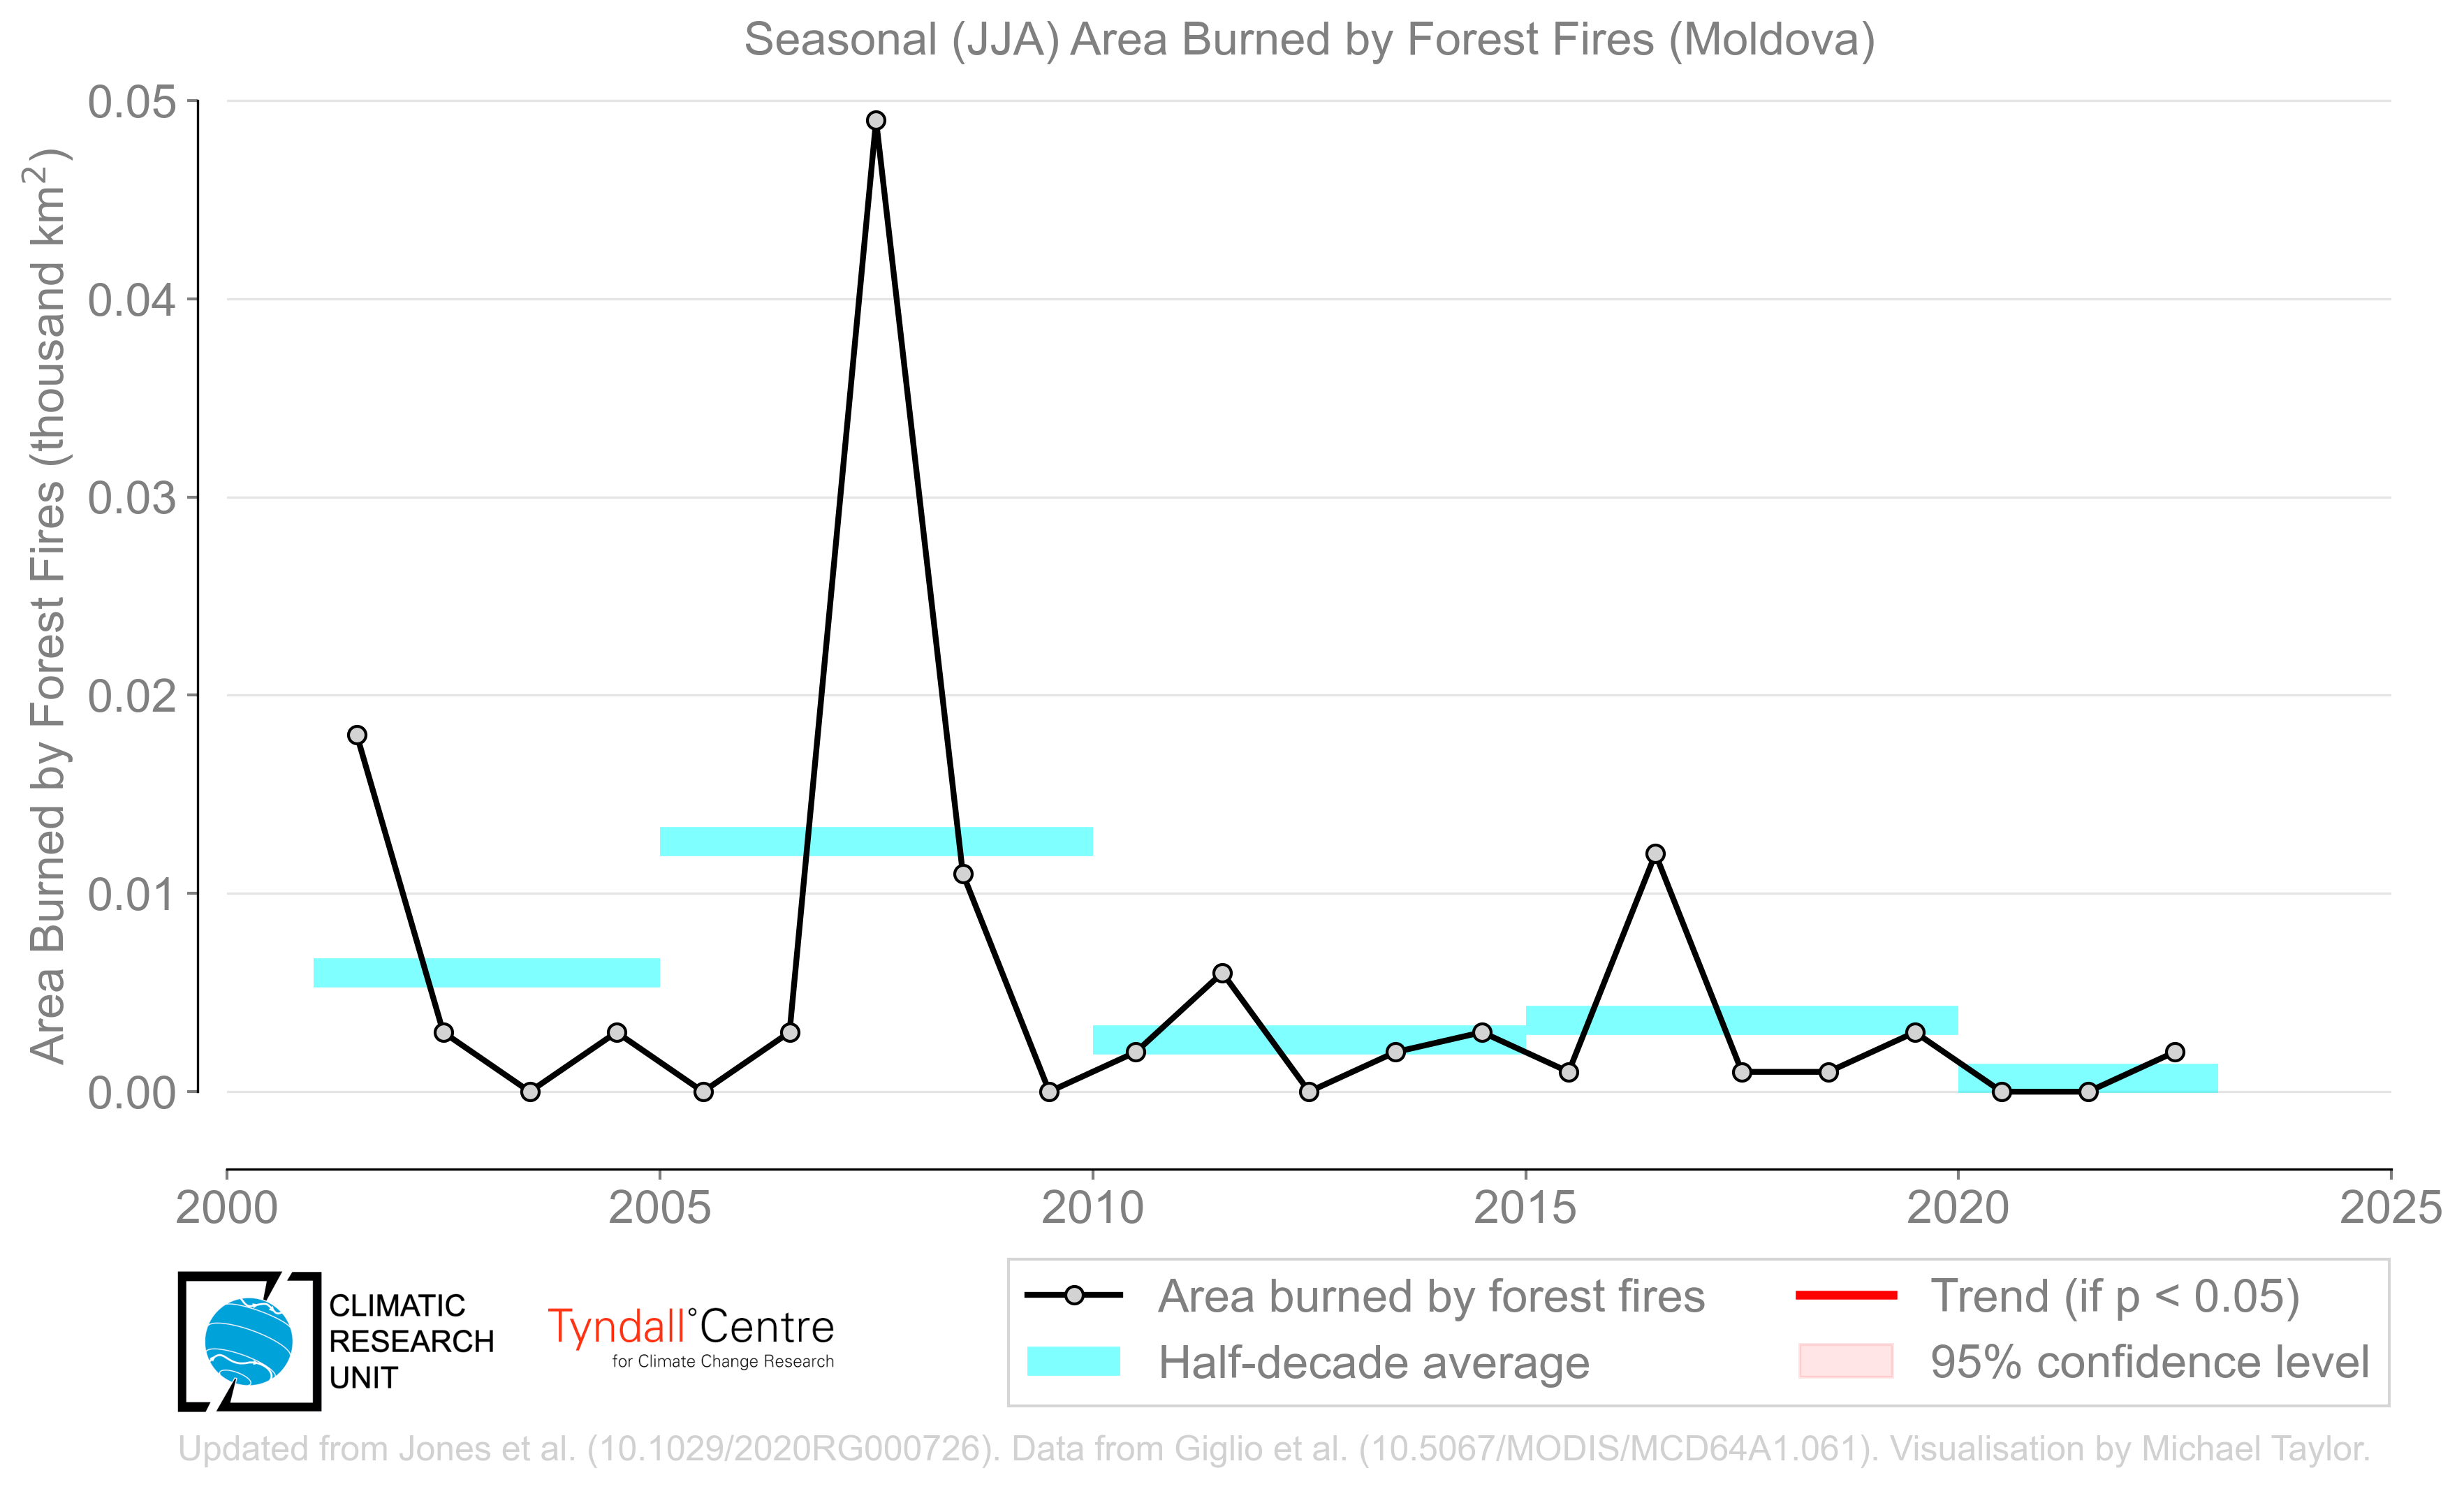 Seasonal (JJA) Area Burned by Forest Fires (Moldova)
Area Burned by Forest Fires (thousand km²)
0.05
0.04
0.03
0.02
0.01
0.00
2000 2005 2010 2015 2020 2025
CLIMATIC
RESEARCH
UNIT
Tyndall°Centre
for Climate Change Research
Area burned by forest fires
Half-decade average
Trend (if p < 0.05)
95% confidence level
Updated from Jones et al. (10.1029/2020RG000726). Data from Giglio et al. (10.5067/MODIS/MCD64A1.061). Visualisation by Michael Taylor.